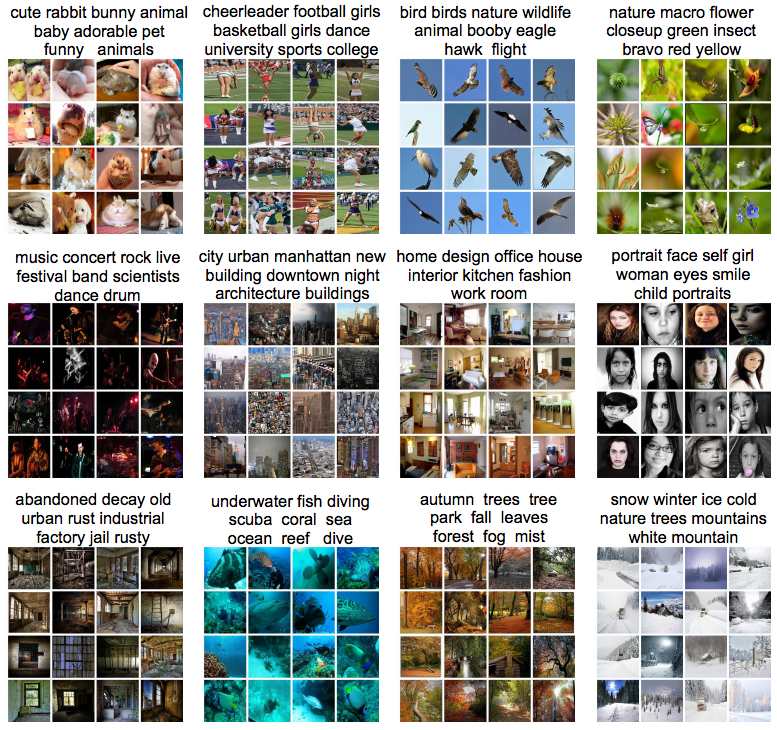 cute rabbit bunny animal
baby adorable pet
funny animals
cheerleader football girls
basketball girls dance
university sports college
bird birds nature wildlife
animal booby eagle
hawk flight
nature macro flower
closeup green insect
bravo red yellow
music concert rock live
festival band scientists
dance drum
city urban manhattan new
building downtown night
architecture buildings
home design office house
interior kitchen fashion
work room
portrait face self girl
woman eyes smile
child portraits
abandoned decay old
urban rust industrial
factory jail rusty
underwater fish diving
scuba coral sea
ocean reef dive
autumn trees tree
park fall leaves
forest fog mist
snow winter ice cold
nature trees mountains
white mountain